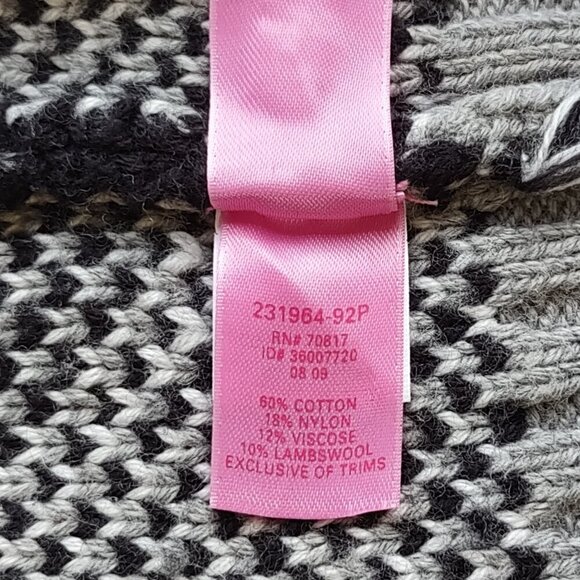 231964-92P
RN# 70817
ID# 36007720
08 09
60% COTTON
18% NYLON
12% VISCOSE
10% LAMBSWOOL
EXCLUSIVE OF TRIMS